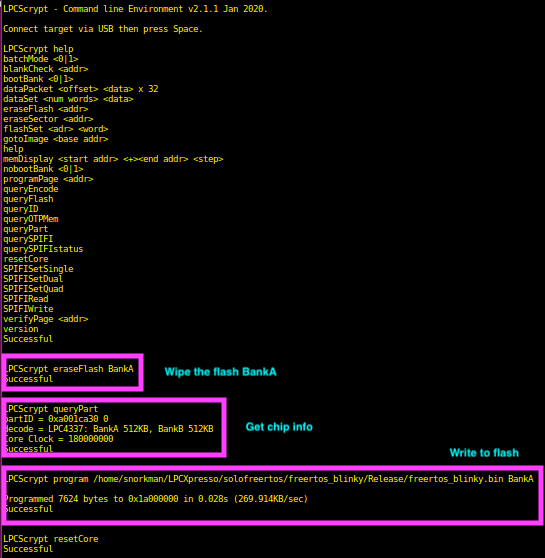 LPCScrypt - Command line Environment v2.1.1 Jan 2020.
Connect target via USB then press Space.
LPCScrypt help
batchMode <0|1>
blankCheck <addr>
bootBank <0|1>
dataPacket <offset> <data> x 32
dataSet <num words> <data>
eraseFlash <addr>
eraseSector <addr>
flashSet <adr> <word>
gotoImage <base addr>
help
memDisplay <start addr> <+><end addr> <step>
nobootBank <0|1>
programPage <addr>
queryEncode
queryFlash
queryID
queryOTPMem
queryPart
querySPIFI
querySPIFIstatus
resetCore
SPIFISetSingle
SPIFISetDual
SPIFISetQuad
SPIFIRead
SPIFIWrite
verifyPage <addr>
version
Successful
LPCScrypt eraseFlash BankA
Successful
Wipe the flash BankA
LPCScrypt queryPart
partID = 0xa001ca30 0
decode = LPC4337: BankA 512KB, BankB 512KB
Core Clock = 180000000
Successful
Get chip info
Write to flash
LPCScrypt program /home/snorkman/LPCXpresso/solofreertos/freertos_blinky/Release/freertos_blinky.bin BankA
Programmed 7624 bytes to 0x1a000000 in 0.028s (269.914KB/sec)
Successful
LPCScrypt resetCore
Successful